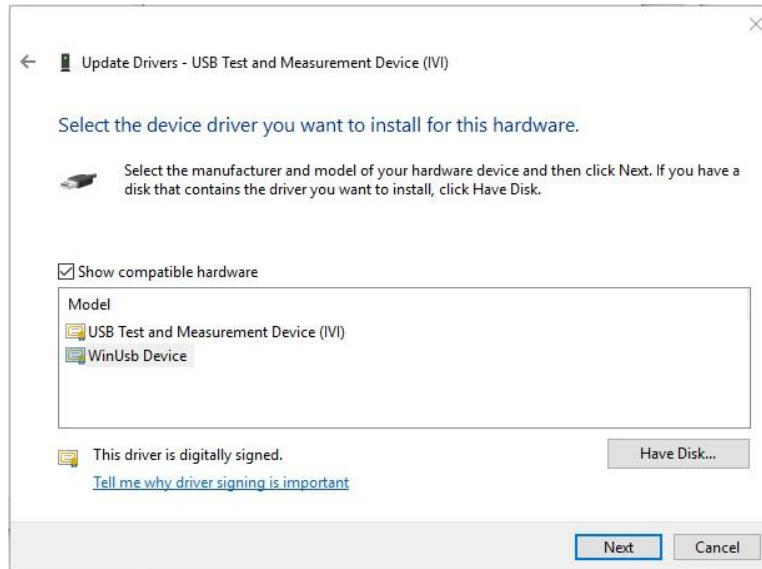 Update Drivers - USB Test and Measurement Device (IVI)
Select the device driver you want to install for this hardware.
Select the manufacturer and model of your hardware device and then click Next. If you have a
disk that contains the driver you want to install, click Have Disk.
Show compatible hardware
Model
USB Test and Measurement Device (IVI)
WinUsb Device
This driver is digitally signed.
Have Disk...
Tell me why driver signing is important
Next
Cancel